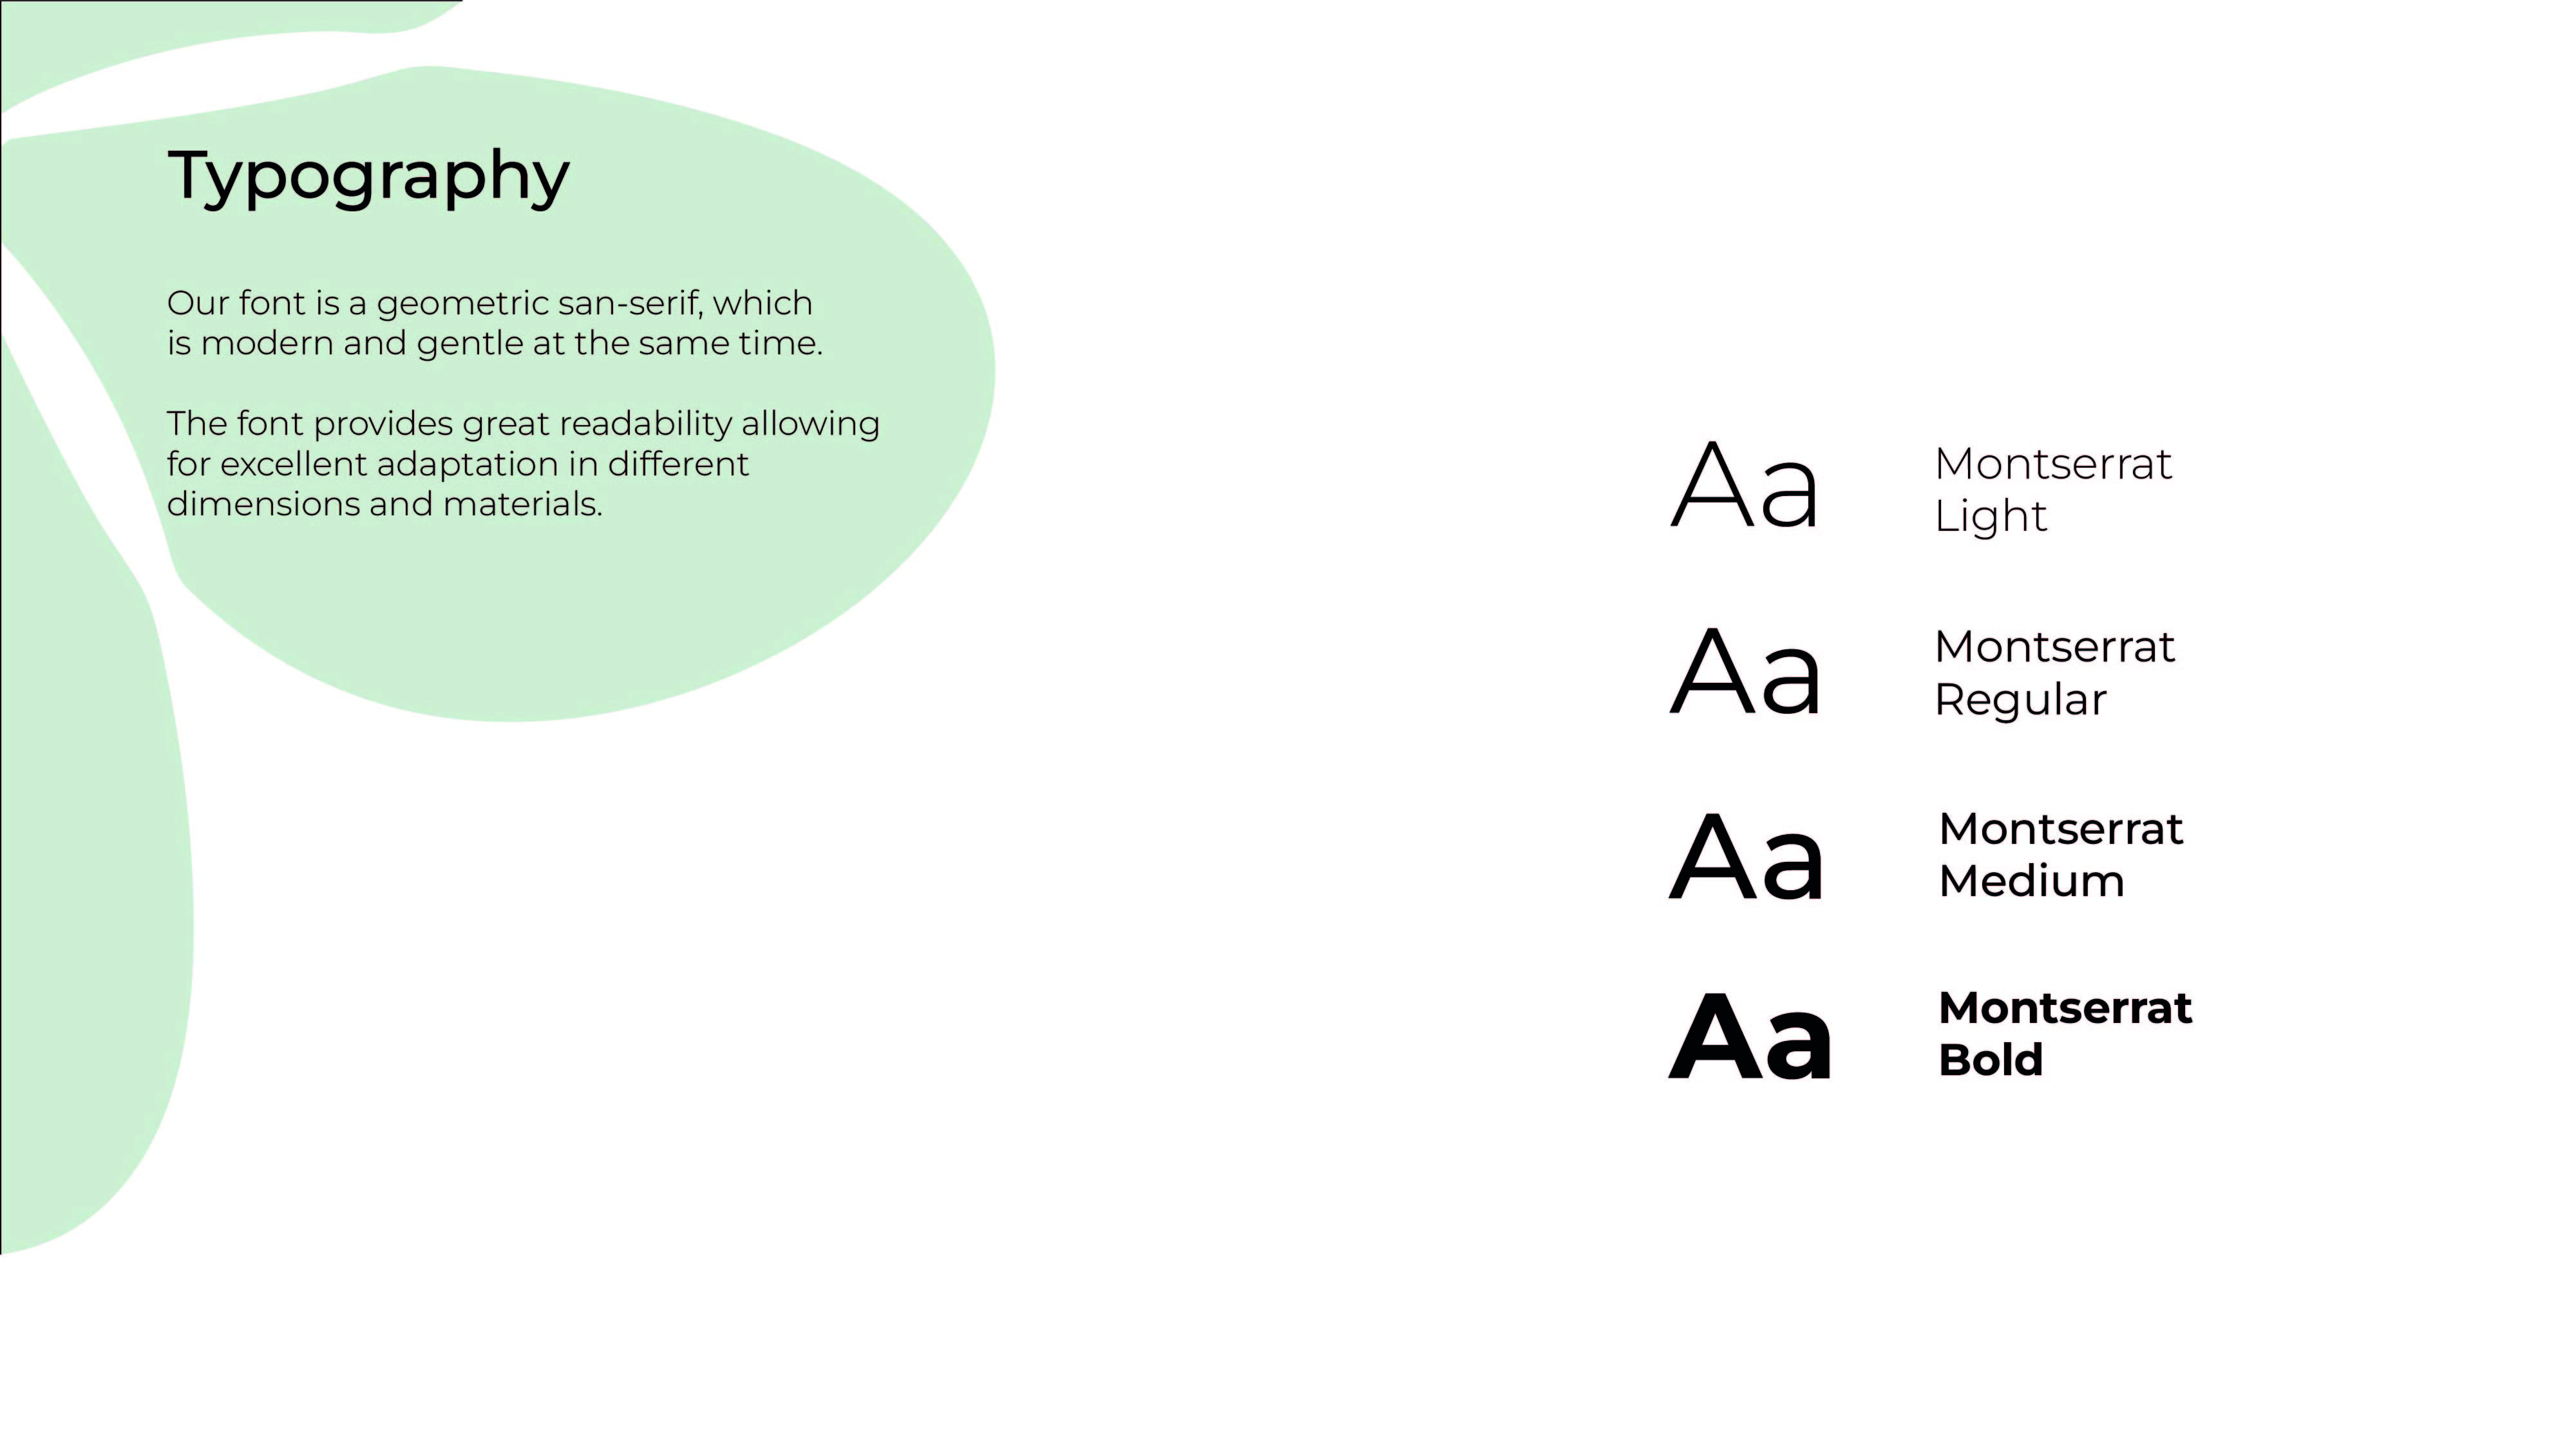 Typography
Our font is a geometric san-serif, which
is modern and gentle at the same time.
The font provides great readability allowing
for excellent adaptation in different
dimensions and materials.
Aa
Montserrat
Light
Aa
Montserrat
Regular
Aa
Montserrat
Medium
Aa
Montserrat
Bold